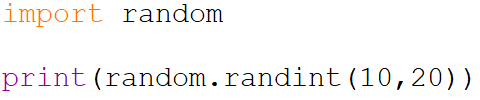 import random
print(random.randint(10,20))